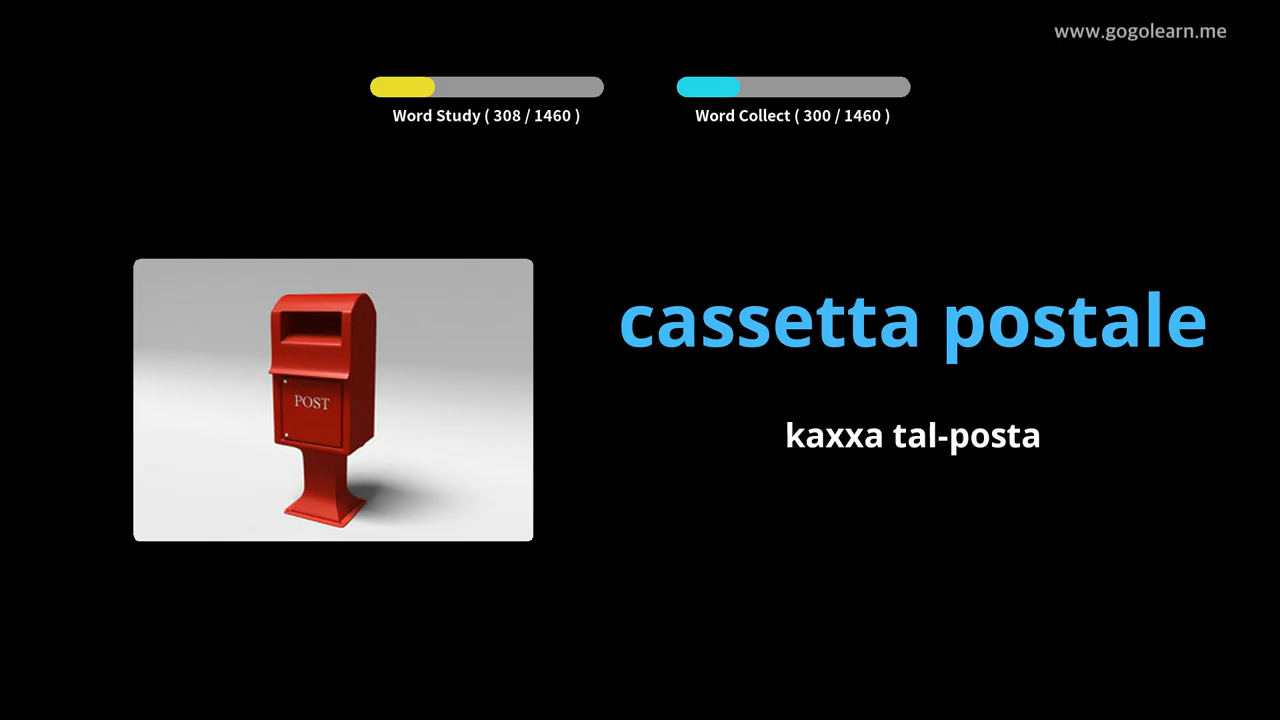 www.gogolearn.me
Word Study ( 308 / 1460 )
Word Collect ( 300 / 1460 )
POST
cassetta postale
kaxxa tal-posta